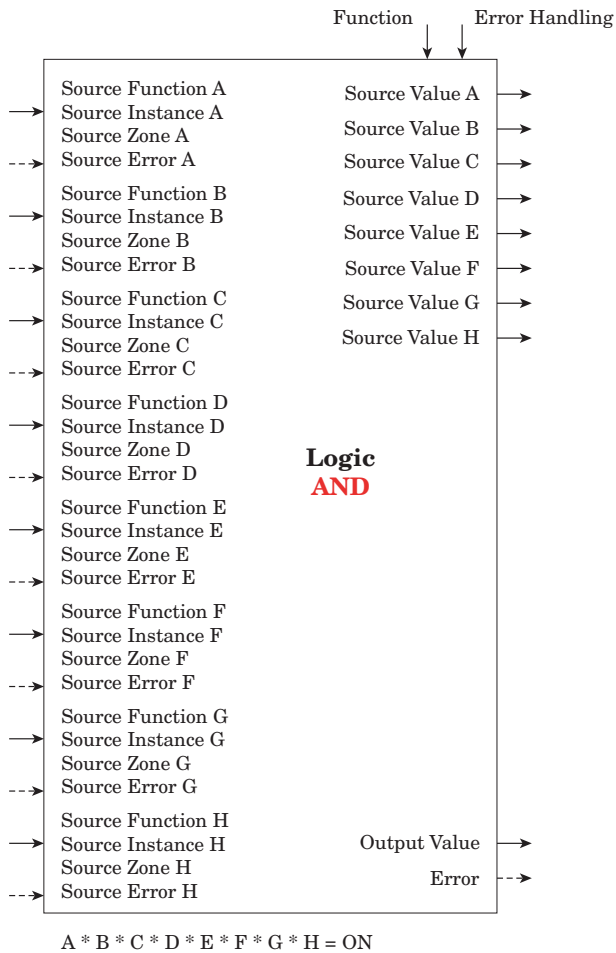 Function Error Handling
Source Function A
Source Instance A
Source Zone A
Source Error A
Source Function B
Source Instance B
Source Zone B
Source Error B
Source Function C
Source Instance C
Source Zone C
Source Error C
Source Function D
Source Instance D
Source Zone D
Source Error D
Source Function E
Source Instance E
Source Zone E
Source Error E
Source Function F
Source Instance F
Source Zone F
Source Error F
Source Function G
Source Instance G
Source Zone G
Source Error G
Source Function H
Source Instance H
Source Zone H
Source Error H
Logic
AND
Source Value A
Source Value B
Source Value C
Source Value D
Source Value E
Source Value F
Source Value G
Source Value H
Output Value
Error
A * B * C * D * E * F * G * H = ON